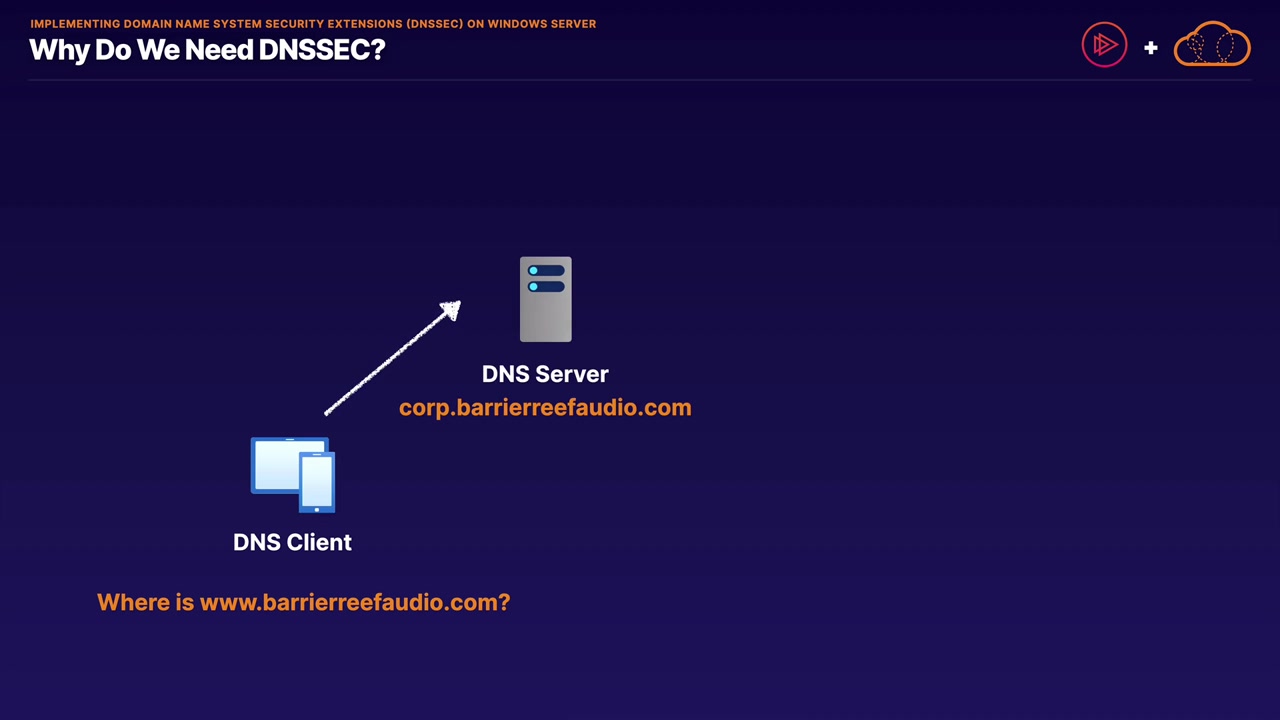 IMPLEMENTING DOMAIN NAME SYSTEM SECURITY EXTENSIONS (DNSSEC) ON WINDOWS SERVER
Why Do We Need DNSSEC?
+
DNS Server
corp.barrierreefaudio.com
DNS Client
Where is www.barrierreefaudio.com?